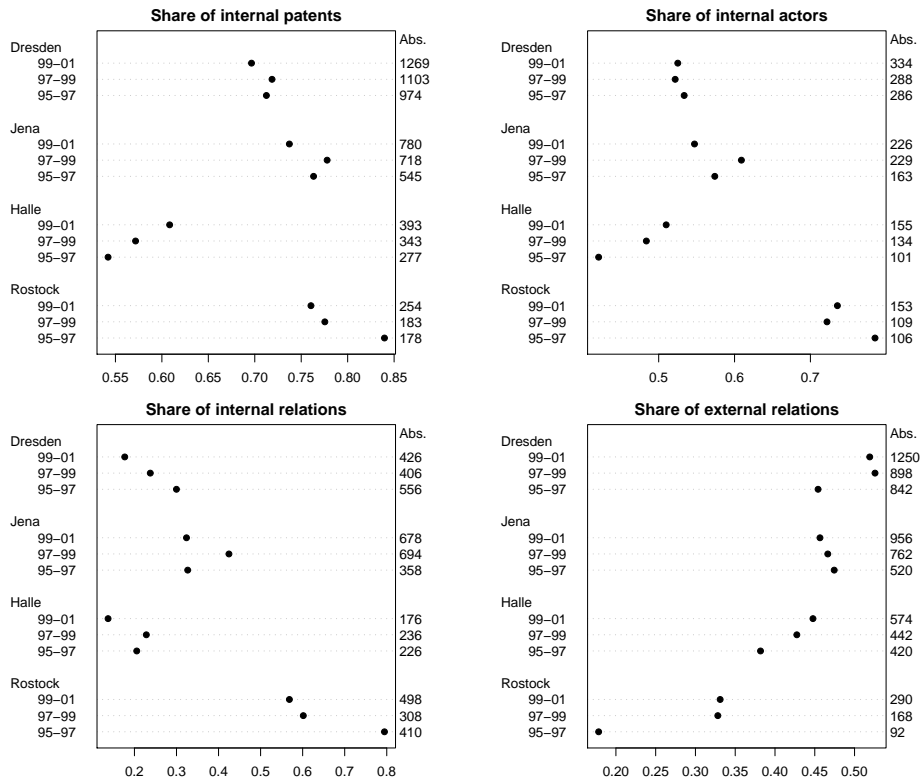 Share of internal patents
Abs.
Dresden
99−01 1269
97−99 1103
95−97 974
Jena
99−01 780
97−99 718
95−97 545
Halle
99−01 393
97−99 343
95−97 277
Rostock
99−01 254
97−99 183
95−97 178
0.55 0.60 0.65 0.70 0.75 0.80 0.85
Share of internal actors
Abs.
Dresden
99−01 334
97−99 288
95−97 286
Jena
99−01 226
97−99 229
95−97 163
Halle
99−01 155
97−99 134
95−97 101
Rostock
99−01 153
97−99 109
95−97 106
0.5 0.6 0.7
Share of internal relations
Abs.
Dresden
99−01 426
97−99 406
95−97 556
Jena
99−01 678
97−99 694
95−97 358
Halle
99−01 176
97−99 236
95−97 226
Rostock
99−01 498
97−99 308
95−97 410
0.2 0.3 0.4 0.5 0.6 0.7 0.8
Share of external relations
Abs.
Dresden
99−01 1250
97−99 898
95−97 842
Jena
99−01 956
97−99 762
95−97 520
Halle
99−01 574
97−99 442
95−97 420
Rostock
99−01 290
97−99 168
95−97 92
0.20 0.25 0.30 0.35 0.40 0.45 0.50